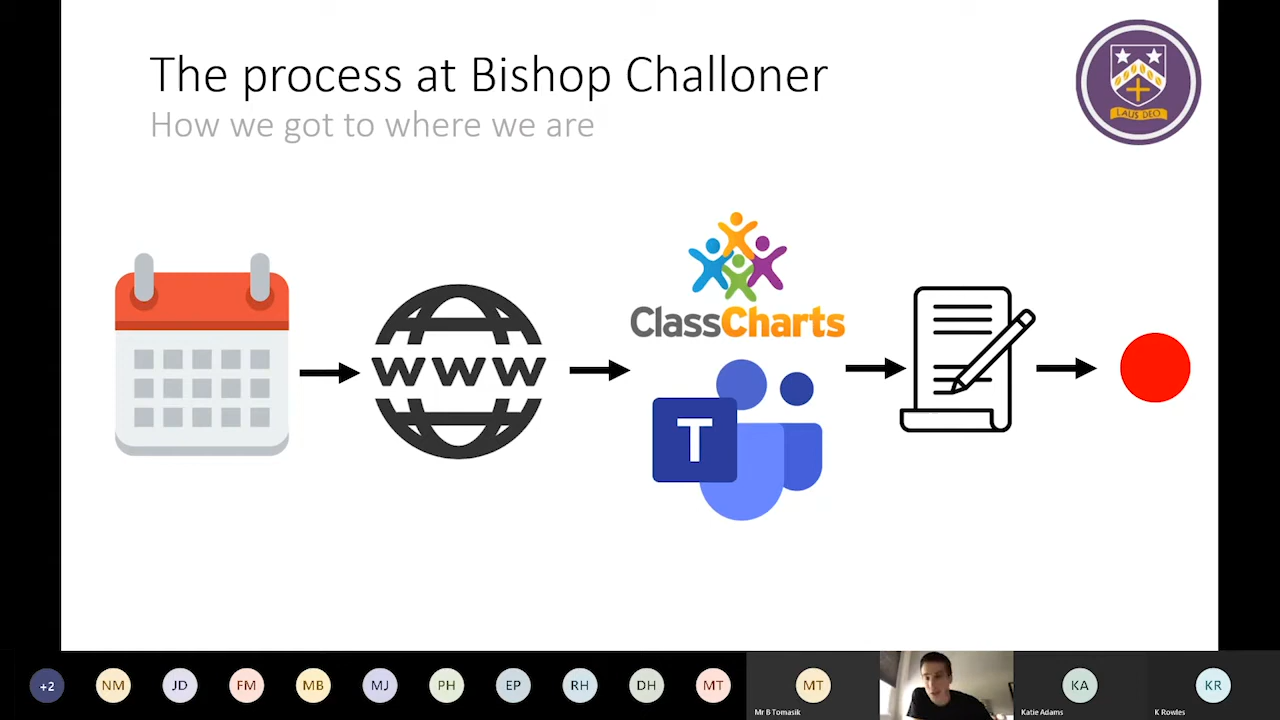 The process at Bishop Challoner
How we got to where we are
LAUS DEO
www
ClassCharts
T
+2
NM
JD
FM
MB
MJ
PH
EP
RH
DH
MT
MT
KA
KR
Mr B Tomasik
Katie Adams
K Rowles